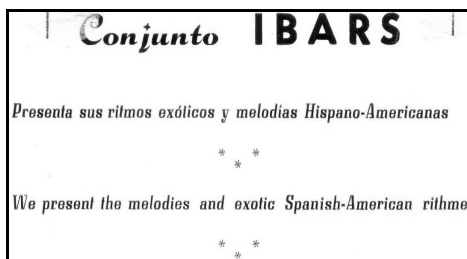 Conjunto IBARS
Presenta sus ritmos exóticos y melodías Hispano-Americanas
* * *
We present the melodies and exotic Spanish-American rithme
* * *